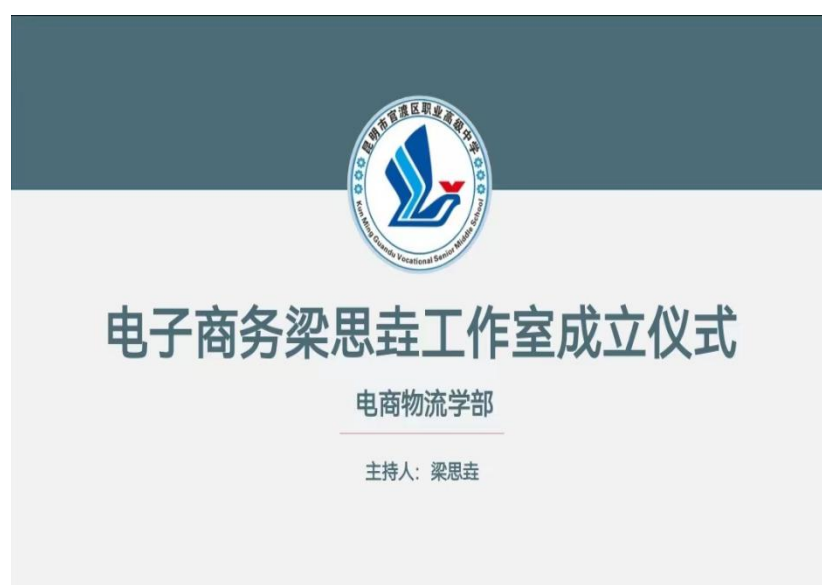 昆明市官渡区职业高级中学
Kun Ming Guandu Vocational Senior Middle School
电子商务梁思垚工作室成立仪式
电商物流学部
主持人：梁思垚